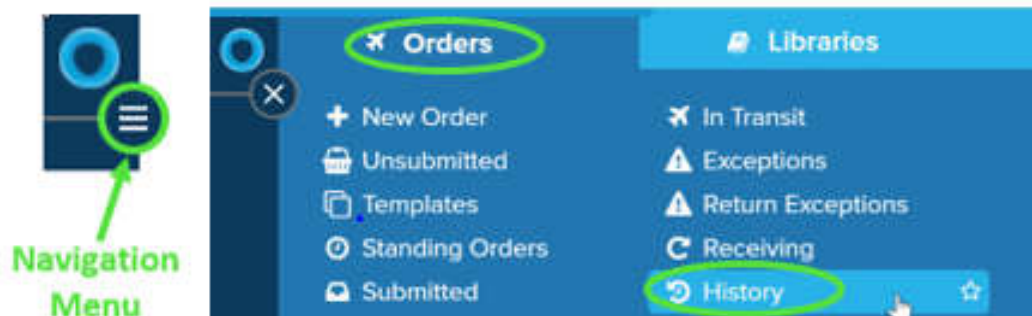 Navigation
Menu
Orders
Libraries
New Order
Unsubmitted
Templates
Standing Orders
Submitted
In Transit
Exceptions
Return Exceptions
Receiving
History